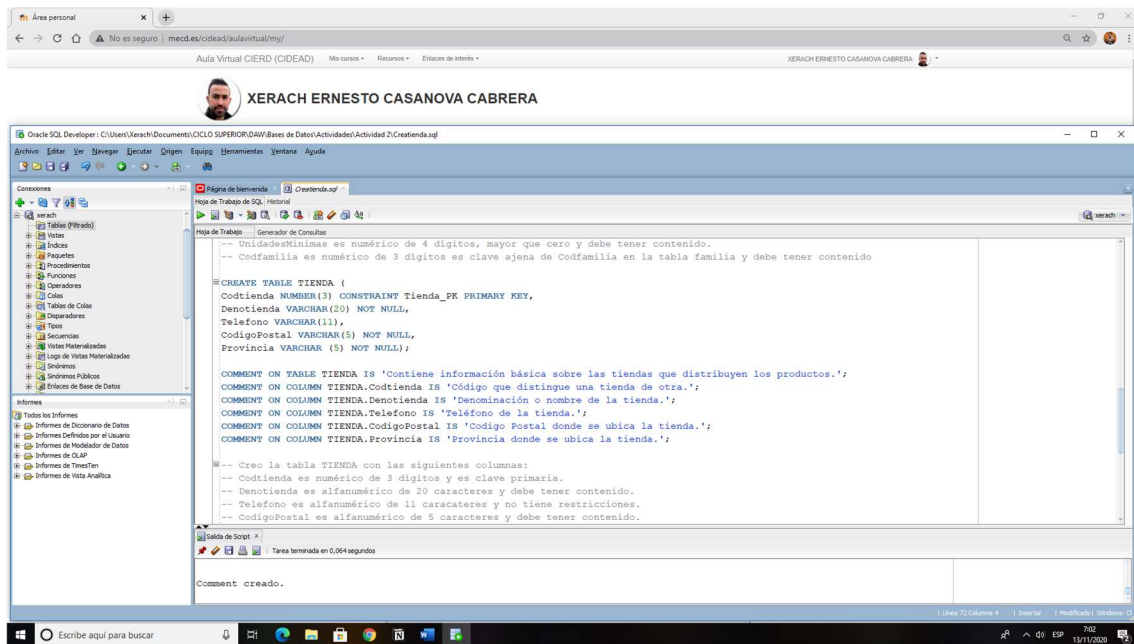 Área personal
No es seguro | mecd.es/cidead/aulavirtual/my/
Aula Virtual CIERD (CIDEAD) Mis cursos Recursos Enlaces de interés XERACH ERNESTO CASANOVA CABRERA
XERACH ERNESTO CASANOVA CABRERA
Oracle SQL Developer : C:\Users\Xerach\Documents\CICLO SUPERIOR\DAW\Bases de Datos\Actividades\Actividad 2\Creatienda.sql
Archivo Editar Ver Navegar Ejecutar Origen Equipo Herramientas Ventana Ayuda
Conexiones
xerach
Tablas (Filtrado)
Vistas
Índices
Paquetes
Procedimientos
Funciones
Operadores
Colas
Tablas de Colas
Disparadores
Tipos
Secuencias
Vistas Materializadas
Logs de Vistas Materializadas
Sinónimos
Sinónimos Públicos
Enlaces de Base de Datos
Informes
Todos los Informes
Informes de Diccionario de Datos
Informes Definidos por el Usuario
Informes de Modelador de Datos
Informes de OLAP
Informes de TimesTen
Informes de Vista Analítica
Página de bienvenida Creatienda.sql
Hoja de Trabajo de SQL Historial
xerach
Hoja de Trabajo Generador de Consultas
-- UnidadesMínimas es numérico de 4 dígitos, mayor que cero y debe tener contenido.
-- Codfamilia es numérico de 3 dígitos es clave ajena de Codfamilia en la tabla familia y debe tener contenido
CREATE TABLE TIENDA (
Codtienda NUMBER(3) CONSTRAINT Tienda_PK PRIMARY KEY,
Denotienda VARCHAR(20) NOT NULL,
Telefono VARCHAR(11),
CodigoPostal VARCHAR(5) NOT NULL,
Provincia VARCHAR (5) NOT NULL);
COMMENT ON TABLE TIENDA IS 'Contiene información básica sobre las tiendas que distribuyen los productos.';
COMMENT ON COLUMN TIENDA.Codtienda IS 'Código que distingue una tienda de otra.';
COMMENT ON COLUMN TIENDA.Denotienda IS 'Denominación o nombre de la tienda.';
COMMENT ON COLUMN TIENDA.Telefono IS 'Teléfono de la tienda.';
COMMENT ON COLUMN TIENDA.CodigoPostal IS 'Codigo Postal donde se ubica la tienda.';
COMMENT ON COLUMN TIENDA.Provincia IS 'Provincia donde se ubica la tienda.';
-- Creo la tabla TIENDA con las siguientes columnas:
-- Codtienda es numérico de 3 digitos y es clave primaria.
-- Denotienda es alfanumérico de 20 caracteres y debe tener contenido.
-- Telefono es alfanumérico de 11 caracateres y no tiene restricciones.
-- CodigoPostal es alfanumérico de 5 caracteres y debe tener contenido.
Salida de Script
Tarea terminada en 0,064 segundos
Comment creado.
Línea 72 Columna 4 Insertar Modificado Windows: C
Escribe aquí para buscar
ESP 7:02
13/11/2020